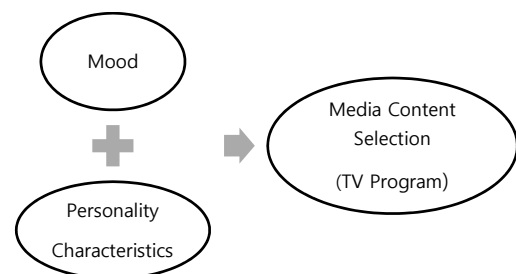 Mood
Media Content
Selection
(TV Program)
Personality
Characteristics